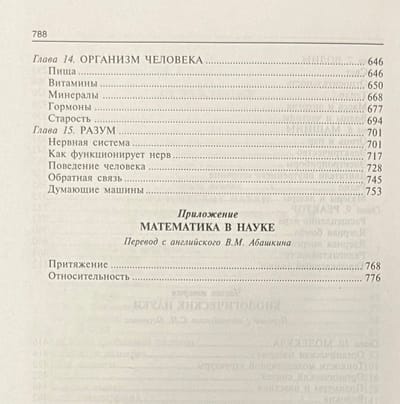 788
Глава 14. ОРГАНИЗМ ЧЕЛОВЕКА 646
Пища 646
Витамины 650
Минералы 668
Гормоны 677
Старость 694
Глава 15. РАЗУМ 701
Нервная система 701
Как функционирует нерв 717
Поведение человека 728
Обратная связь 745
Думающие машины 753
Приложение
МАТЕМАТИКА В НАУКЕ
Перевод с английского В.М. Абашкина
Притяжение 768
Относительность 776